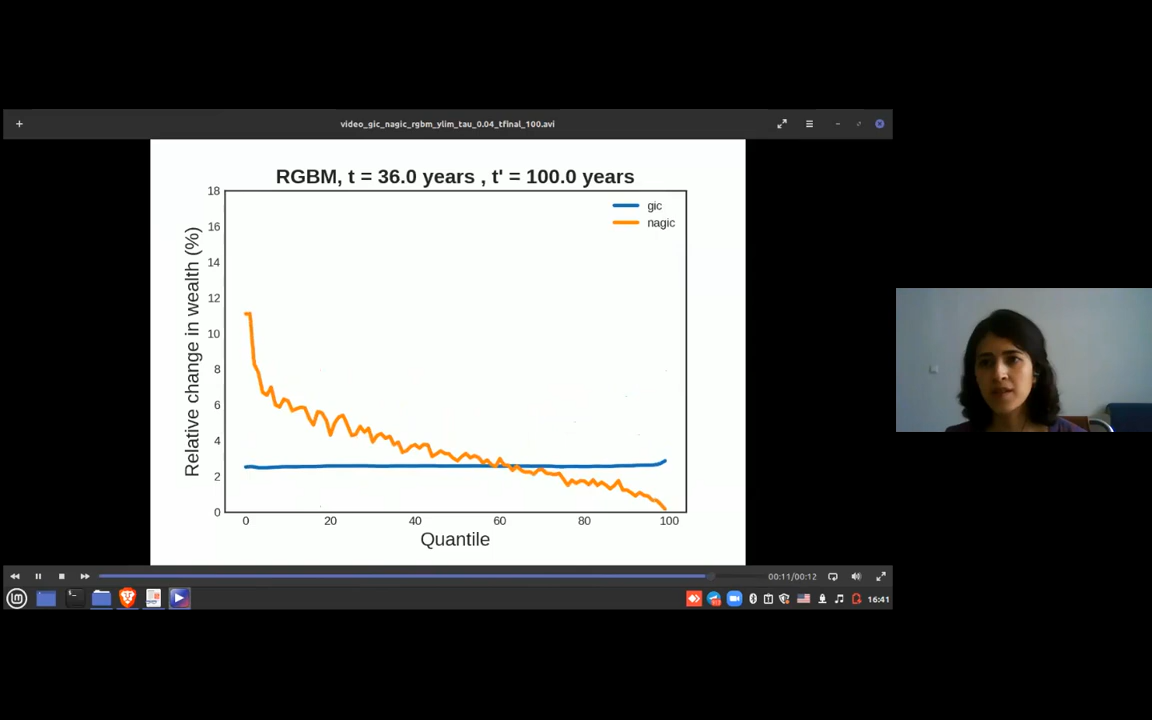 video_gic_nagic_rgbm_ylim_tau_0.04_tfinal_100.avi
RGBM, t = 36.0 years , t' = 100.0 years
gic
nagic
Relative change in wealth (%)
18
16
14
12
10
8
6
4
2
0
0 20 40 60 80 100
Quantile
00:11/00:12
16:41